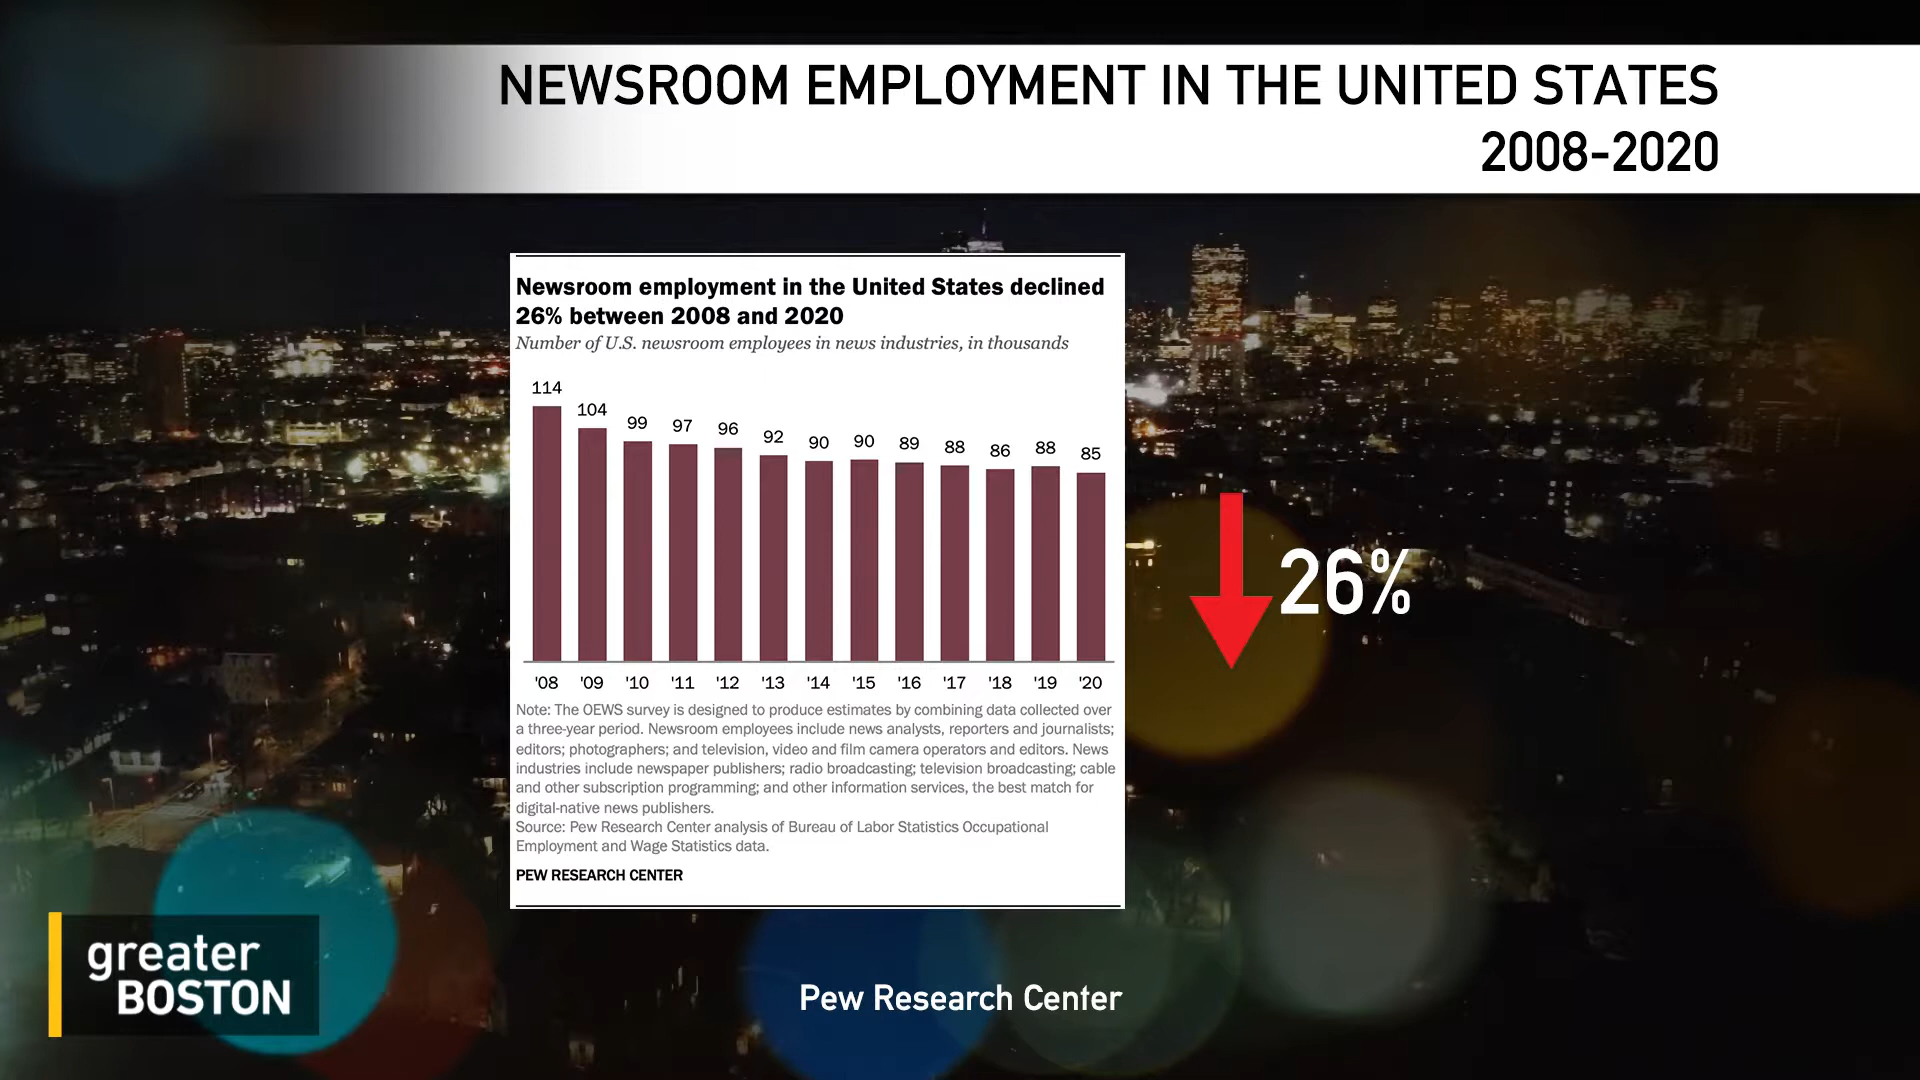 NEWSROOM EMPLOYMENT IN THE UNITED STATES
2008-2020
Newsroom employment in the United States declined
26% between 2008 and 2020
Number of U.S. newsroom employees in news industries, in thousands
114 104 99 97 96 92 90 90 89 88 86 88 85
'08 '09 '10 '11 '12 '13 '14 '15 '16 '17 '18 '19 '20
Note: The OEWS survey is designed to produce estimates by combining data collected over
a three-year period. Newsroom employees include news analysts, reporters and journalists;
editors; photographers; and television, video and film camera operators and editors. News
industries include newspaper publishers; radio broadcasting; television broadcasting; cable
and other subscription programming; and other information services, the best match for
digital-native news publishers.
Source: Pew Research Center analysis of Bureau of Labor Statistics Occupational
Employment and Wage Statistics data.
PEW RESEARCH CENTER
26%
greater
BOSTON
Pew Research Center